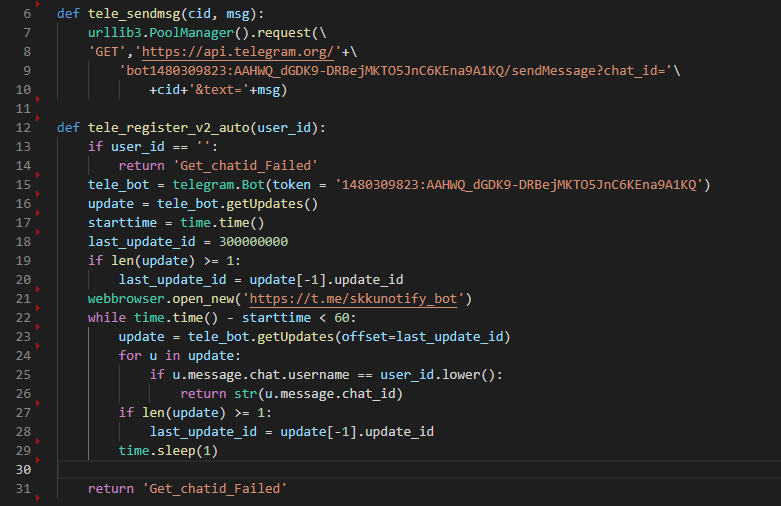 6 def tele_sendmsg(cid, msg):
7     urllib3.PoolManager().request(\
8     'GET','https://api.telegram.org/'+\
9         'bot1480309823:AAHWQ_dGDK9-DRBejMKTO5JnC6KEna9A1KQ/sendMessage?chat_id='\
10             +cid+'&text='+msg)
11
12 def tele_register_v2_auto(user_id):
13     if user_id == '':
14         return 'Get_chatid_Failed'
15     tele_bot = telegram.Bot(token = '1480309823:AAHWQ_dGDK9-DRBejMKTO5JnC6KEna9A1KQ')
16     update = tele_bot.getUpdates()
17     starttime = time.time()
18     last_update_id = 300000000
19     if len(update) >= 1:
20         last_update_id = update[-1].update_id
21     webbrowser.open_new('https://t.me/skkunotify_bot')
22     while time.time() - starttime < 60:
23         update = tele_bot.getUpdates(offset=last_update_id)
24         for u in update:
25             if u.message.chat.username == user_id.lower():
26                 return str(u.message.chat_id)
27         if len(update) >= 1:
28             last_update_id = update[-1].update_id
29         time.sleep(1)
30
31     return 'Get_chatid_Failed'